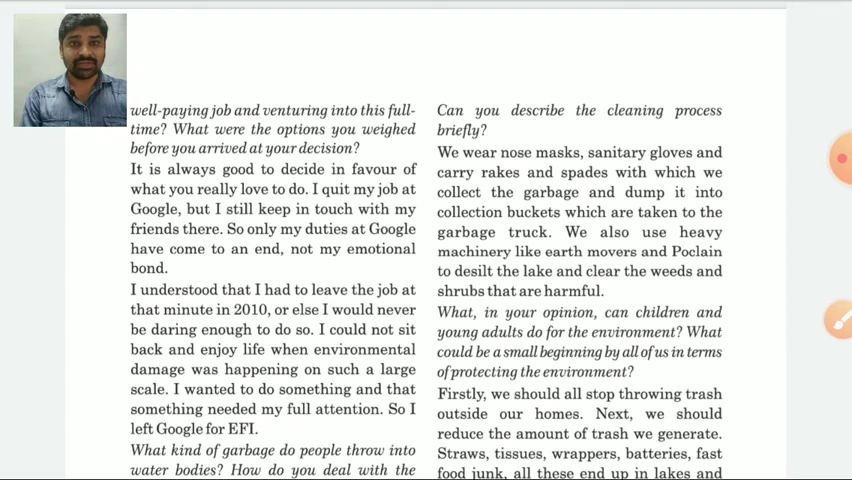 well-paying job and venturing into this full-
time? What were the options you weighed
before you arrived at your decision?
It is always good to decide in favour of
what you really love to do. I quit my job at
Google, but I still keep in touch with my
friends there. So only my duties at Google
have come to an end, not my emotional
bond.
I understood that I had to leave the job at
that minute in 2010, or else I would never
be daring enough to do so. I could not sit
back and enjoy life when environmental
damage was happening on such a large
scale. I wanted to do something and that
something needed my full attention. So I
left Google for EFI.
What kind of garbage do people throw into
water bodies? How do you deal with the
Can you describe the cleaning process
briefly?
We wear nose masks, sanitary gloves and
carry rakes and spades with which we
collect the garbage and dump it into
collection buckets which are taken to the
garbage truck. We also use heavy
machinery like earth movers and Poclain
to desilt the lake and clear the weeds and
shrubs that are harmful.
What, in your opinion, can children and
young adults do for the environment? What
could be a small beginning by all of us in terms
of protecting the environment?
Firstly, we should all stop throwing trash
outside our homes. Next, we should
reduce the amount of trash we generate.
Straws, tissues, wrappers, batteries, fast
food junk, all these end up in lakes and